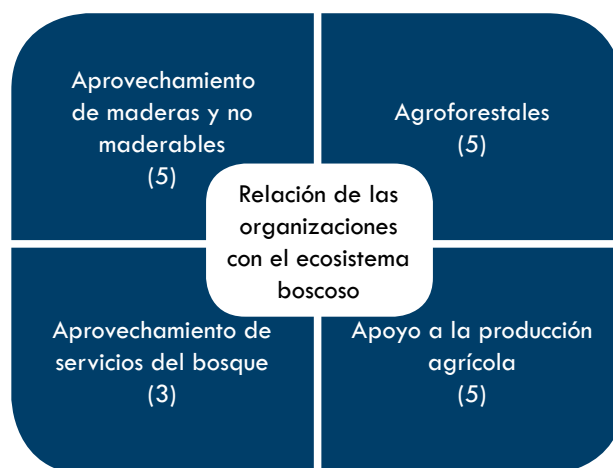 Aprovechamiento
de maderas y no
maderables
(5)
Agroforestales
(5)
Relación de las
organizaciones
con el ecosistema
boscoso
Aprovechamiento de
servicios del bosque
(3)
Apoyo a la producción
agrícola
(5)